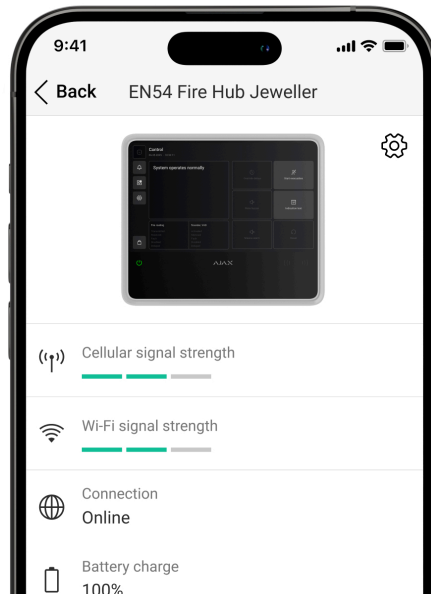 9:41
Back
EN54 Fire Hub Jeweller
Control
System operates normally
AJAX
Cellular signal strength
Wi-Fi signal strength
Connection
Online
Battery charge
100%